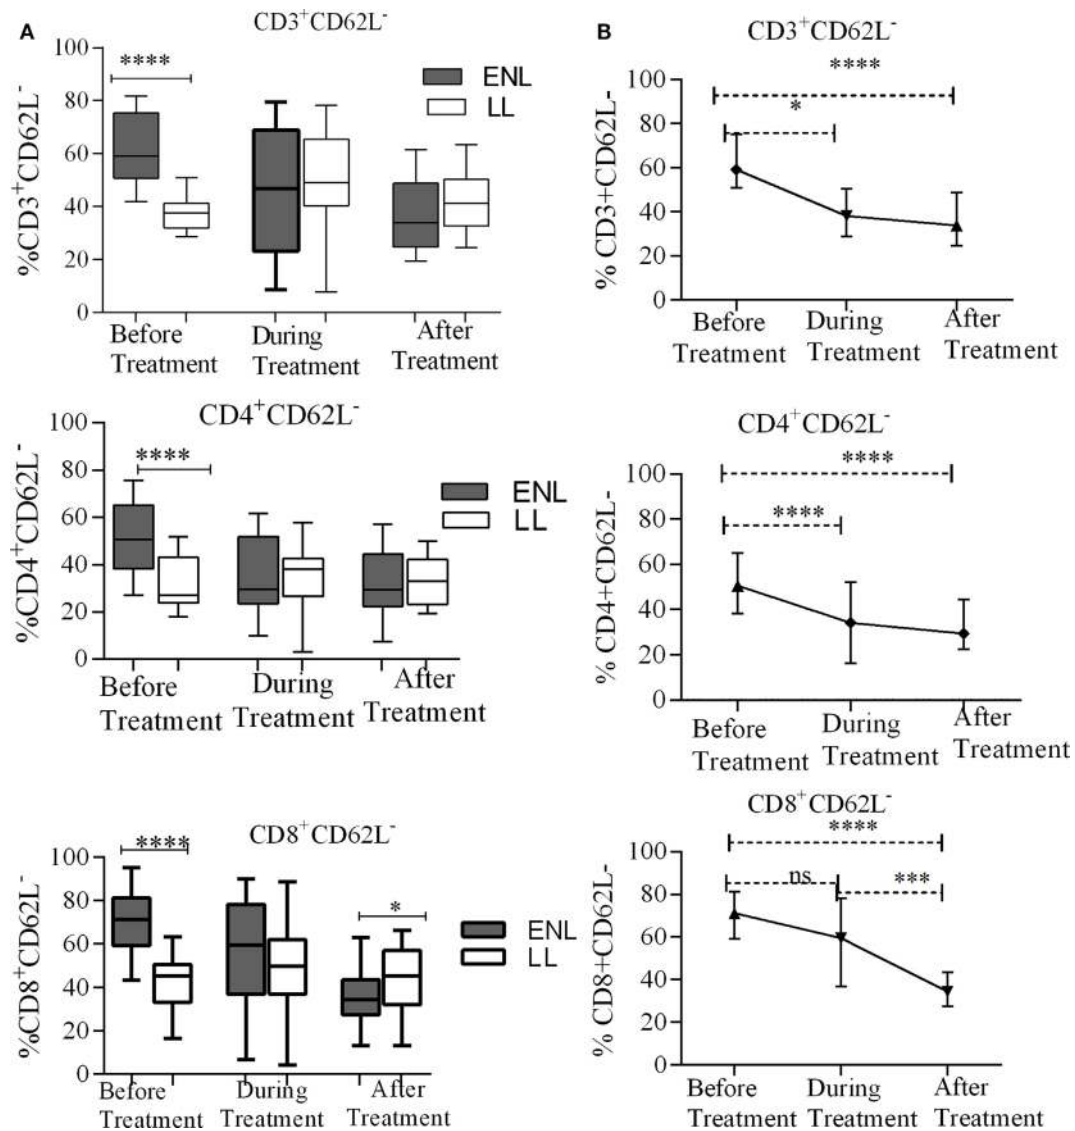 A
CD3⁺CD62L⁻
%CD3⁺CD62L⁻
100
80
60
40
20
0
****
ENL
LL
Before
Treatment
During
Treatment
After
Treatment
B
CD3⁺CD62L⁻
% CD3+CD62L-
100
80
60
40
20
0
****
*
Before
Treatment
During
Treatment
After
Treatment
CD4⁺CD62L⁻
%CD4⁺CD62L⁻
100
80
60
40
20
0
****
ENL
LL
Before
Treatment
During
Treatment
After
Treatment
CD4⁺CD62L⁻
% CD4+CD62L-
100
80
60
40
20
0
****
****
Before
Treatment
During
Treatment
After
Treatment
CD8⁺CD62L⁻
%CD8⁺CD62L⁻
100
80
60
40
20
0
****
*
ENL
LL
Before
Treatment
During
Treatment
After
Treatment
CD8⁺CD62L⁻
% CD8+CD62L-
100
80
60
40
20
0
****
ns
***
Before
Treatment
During
Treatment
After
Treatment